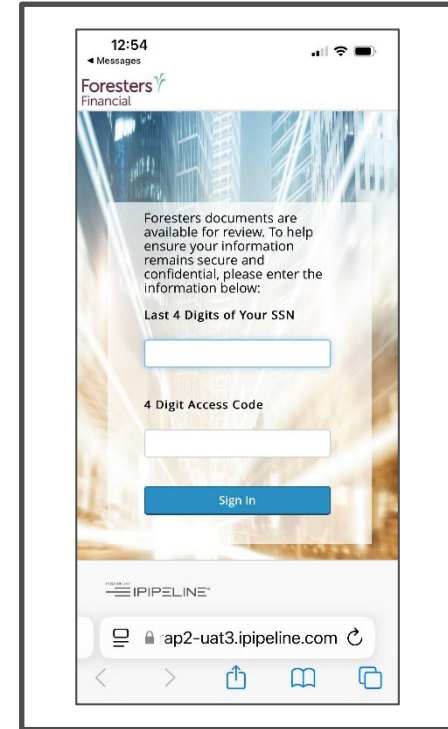 12:54
◀ Messages
Foresters
Financial
Foresters documents are
available for review. To help
ensure your information
remains secure and
confidential, please enter the
information below:
Last 4 Digits of Your SSN
4 Digit Access Code
Sign In
IPIPELINE
ap2-uat3.ipipeline.com